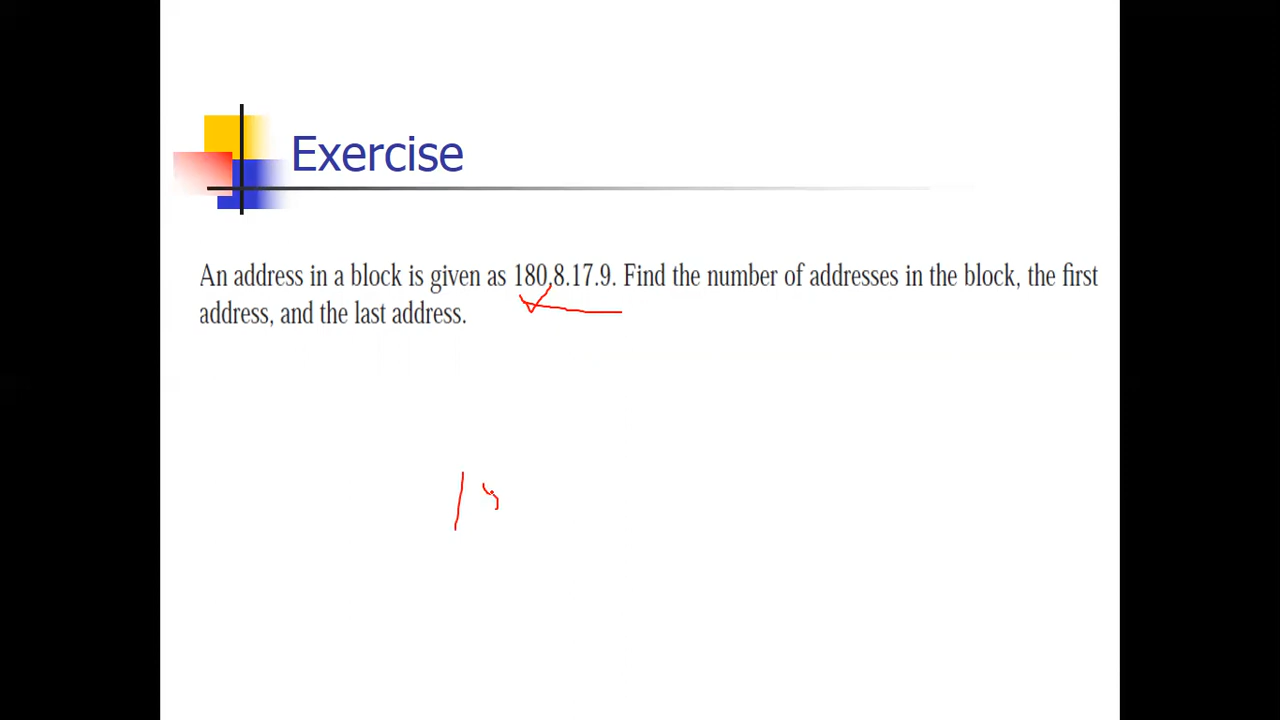 Exercise
An address in a block is given as 180.8.17.9. Find the number of addresses in the block, the first
address, and the last address.